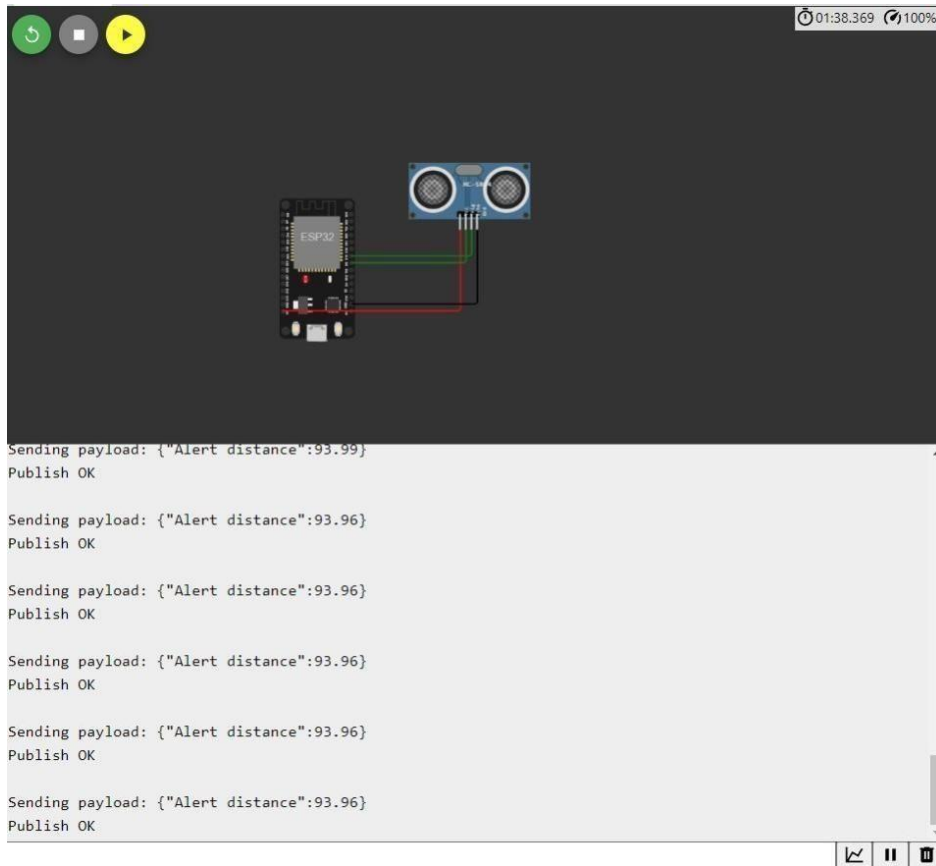 01:38.369 100%
ESP32
Sending payload: {"Alert distance":93.99}
Publish OK
Sending payload: {"Alert distance":93.96}
Publish OK
Sending payload: {"Alert distance":93.96}
Publish OK
Sending payload: {"Alert distance":93.96}
Publish OK
Sending payload: {"Alert distance":93.96}
Publish OK
Sending payload: {"Alert distance":93.96}
Publish OK